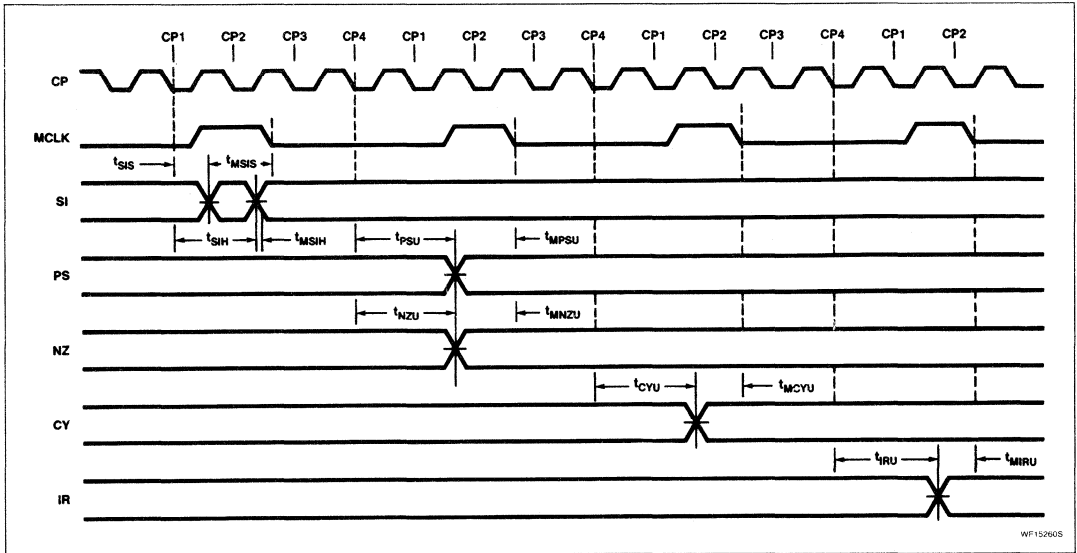 CP1 CP2 CP3 CP4 CP1 CP2 CP3 CP4 CP1 CP2 CP3 CP4 CP1 CP2
CP
MCLK
tSIS tMSIS
SI
tSIH tMSIH tPSU tMPSU
PS
tNZU tMNZU
NZ
tCYU tMCYU
CY
tIRU tMIRU
IR
WF15260S